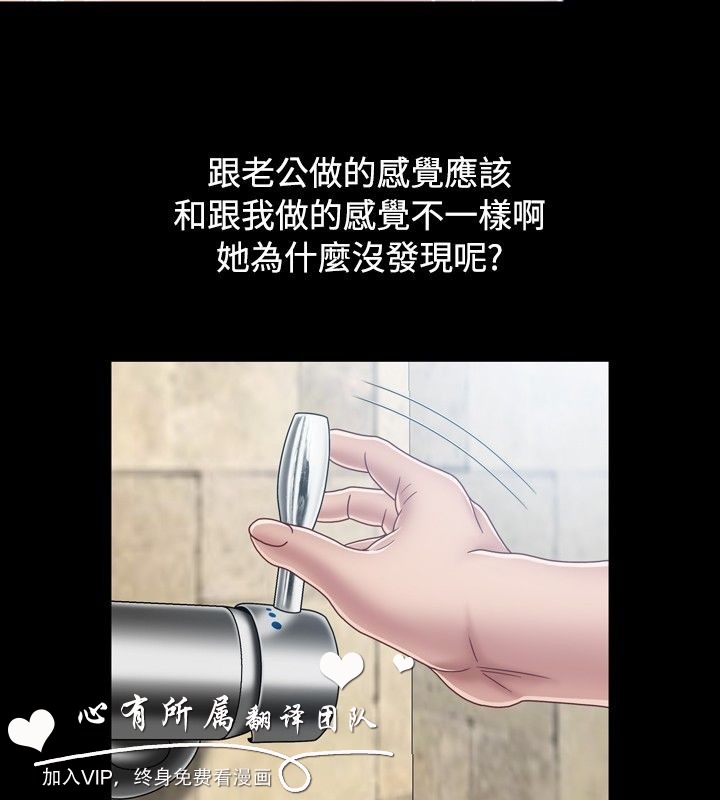 跟老公做的感覺應該
和跟我做的感覺不一樣啊
她為什麼沒發現呢?
心有所属翻译团队
加入VIP，终身免费看漫画